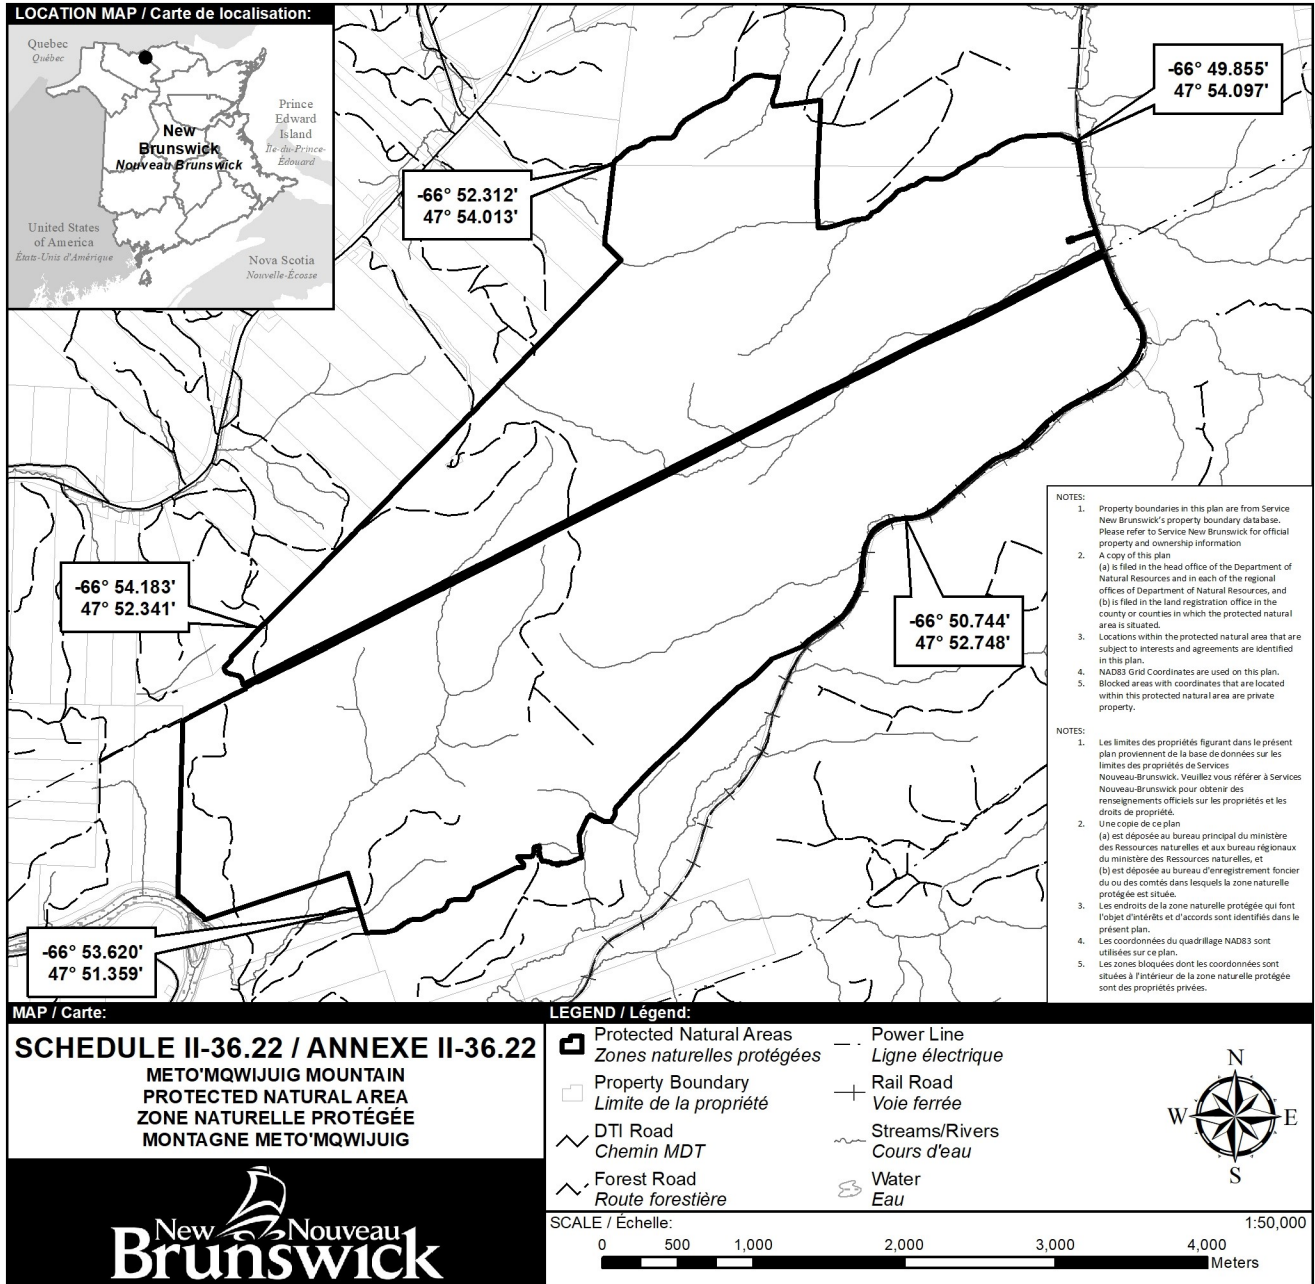 LOCATION MAP / Carte de localisation:
Quebec
Québec
Prince
Edward
Island
Île-du-Prince-
Édouard
New
Brunswick
Nouveau Brunswick
United States
of America
États-Unis d'Amérique
Nova Scotia
Nouvelle-Écosse
-66° 49.855'
47° 54.097'
-66° 52.312'
47° 54.013'
-66° 54.183'
47° 52.341'
-66° 50.744'
47° 52.748'
-66° 53.620'
47° 51.359'
NOTES:
1. Property boundaries in this plan are from Service
New Brunswick's property boundary database.
Please refer to Service New Brunswick for official
property and ownership information
2. A copy of this plan
(a) is filed in the head office of the Department of
Natural Resources and in each of the regional
offices of Department of Natural Resources, and
(b) is filed in the land registration office in the
county or counties in which the protected natural
area is situated.
3. Locations within the protected natural area that are
subject to interests and agreements are identified
in this plan.
4. NAD83 Grid Coordinates are used on this plan.
5. Blocked areas with coordinates that are located
within this protected natural area are private
property.
NOTES:
1. Les limites des propriétés figurant dans le présent
plan proviennent de la base de données sur les
limites des propriétés de Services
Nouveau-Brunswick. Veuillez vous référer à Services
Nouveau-Brunswick pour obtenir des
renseignements officiels sur les propriétés et les
droits de propriété.
2. Une copie de ce plan
(a) est déposée au bureau principal du ministère
des Ressources naturelles et aux bureau régionaux
du ministère des Ressources naturelles, et
(b) est déposée au bureau d'enregistrement foncier
du ou des comtés dans lesquels la zone naturelle
protégée est située.
3. Les endroits de la zone naturelle protégée qui font
l'objet d'intérêts et d'accords sont identifiés dans le
présent plan.
4. Les coordonnées du quadrillage NAD83 sont
utilisées sur ce plan.
5. Les zones bloquées dont les coordonnées sont
situées à l'intérieur de la zone naturelle protégée
sont des propriétés privées.
MAP / Carte:
SCHEDULE II-36.22 / ANNEXE II-36.22
METO'MQWIJUIG MOUNTAIN
PROTECTED NATURAL AREA
ZONE NATURELLE PROTÉGÉE
MONTAGNE METO'MQWIJUIG
New Nouveau
Brunswick
LEGEND / Légend:
Protected Natural Areas
Zones naturelles protégées
Property Boundary
Limite de la propriété
DTI Road
Chemin MDT
Forest Road
Route forestière
Power Line
Ligne électrique
Rail Road
Voie ferrée
Streams/Rivers
Cours d'eau
Water
Eau
N
W E
S
SCALE / Échelle: 1:50,000
0 500 1,000 2,000 3,000 4,000
Meters